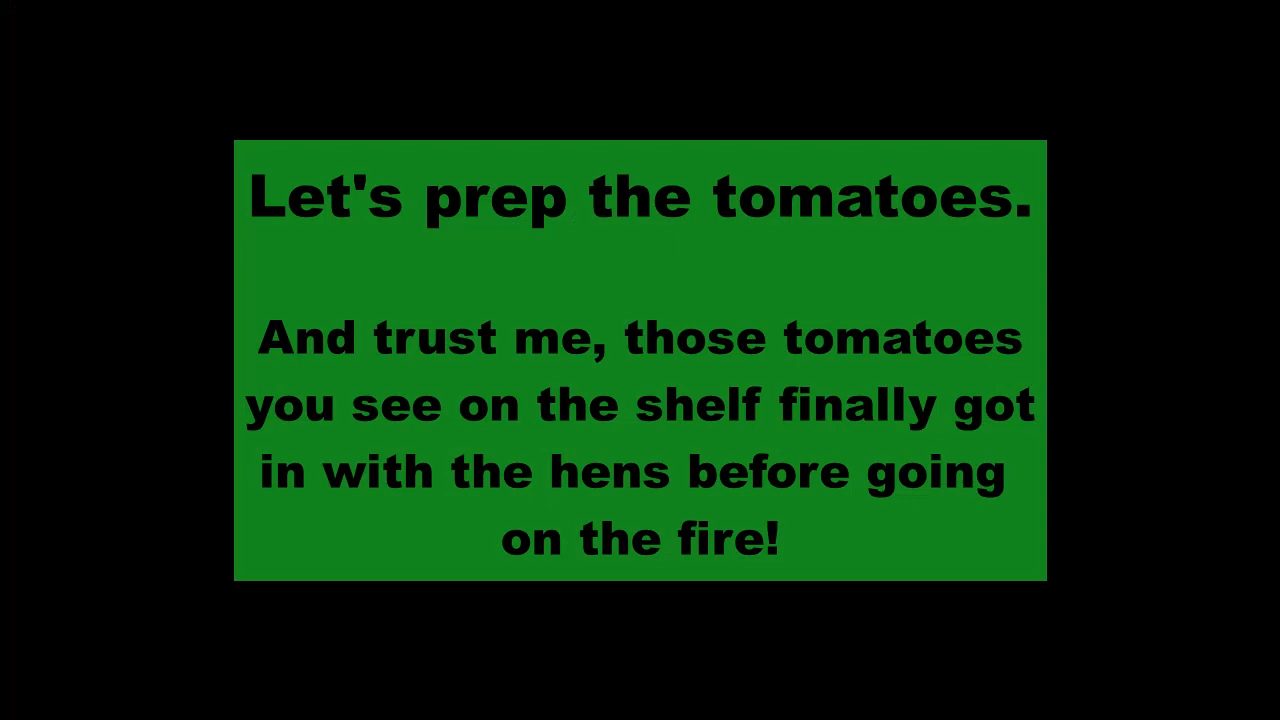 Let's prep the tomatoes.
And trust me, those tomatoes
you see on the shelf finally got
in with the hens before going
on the fire!